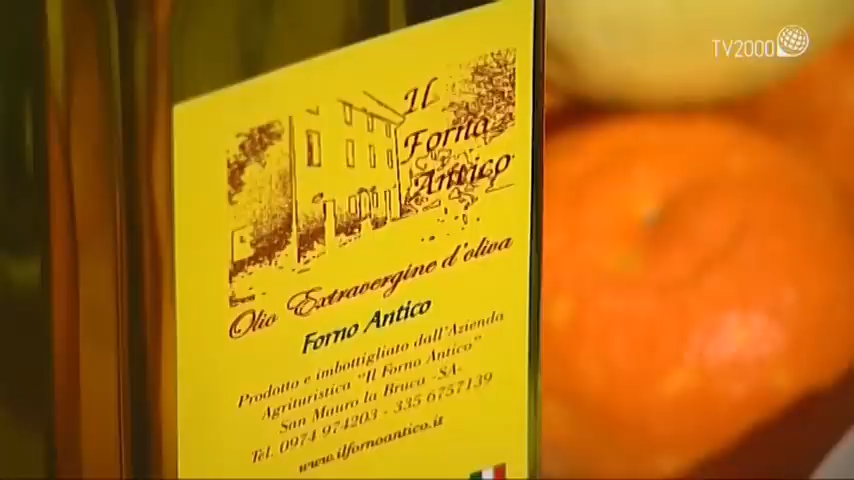 TV2000
Il
Forno
Antico
Olio Extravergine d'oliva
Forno Antico
Prodotto e imbottigliato dall'Azienda
Agrituristica "Il Forno Antico"
San Mauro la Bruca -SA-
Tel. 0974 974203 - 335 6757139
www.ilfornoantico.it